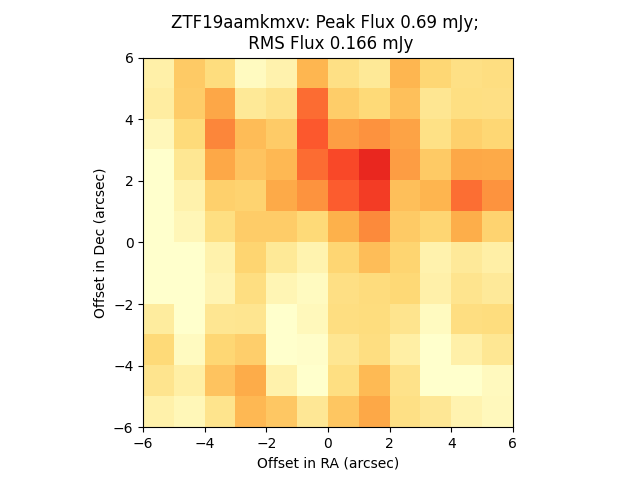 ZTF19aamkmxv: Peak Flux 0.69 mJy;
RMS Flux 0.166 mJy
6
4
2
0
−2
−4
−6
Offset in Dec (arcsec)
−6 −4 −2 0 2 4 6
Offset in RA (arcsec)